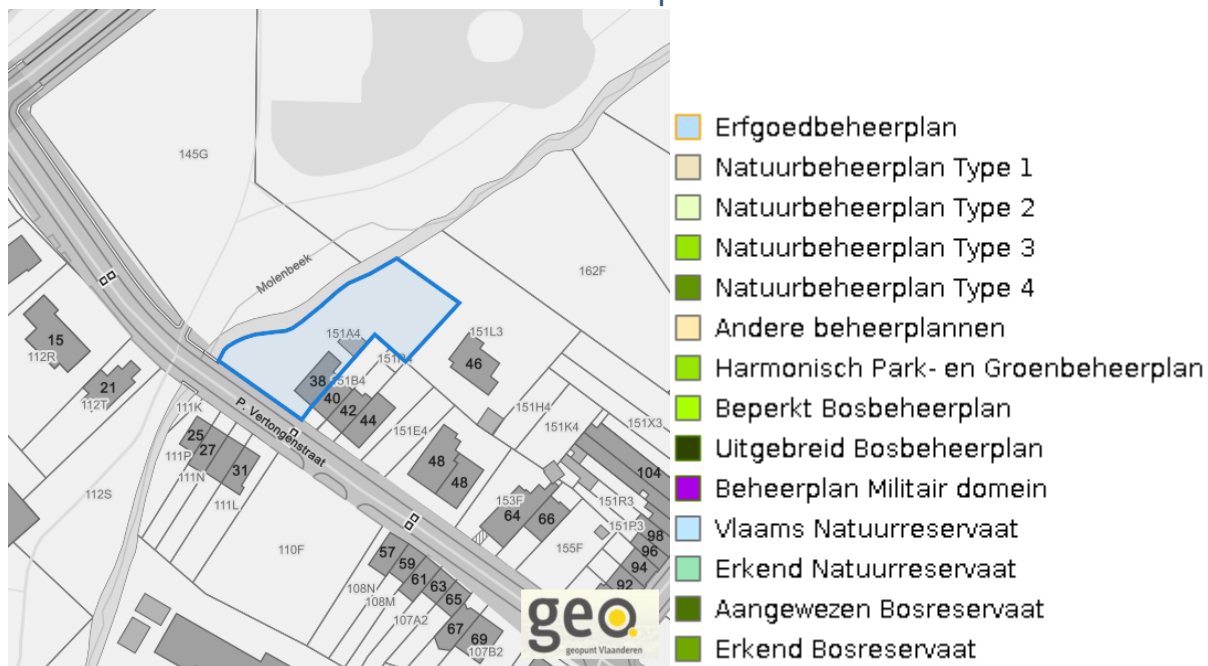 145G
Molenbeek
162F
151A4
151L3
15
112R
46
38
151B4
21
40
112T
42
151H4
111K
P. Vertongenstraat
44
151K4
151X3
25
151E4
111P
27
48
104
111N
31
48
112S
153F
151R3
111L
64
66
151P3
98
110F
155F
96
57
94
59
92
108N
61
63
108M
65
107A2
67
69
107B2
geo
geopunt Vlaanderen
Erfgoedbeheerplan
Natuurbeheerplan Type 1
Natuurbeheerplan Type 2
Natuurbeheerplan Type 3
Natuurbeheerplan Type 4
Andere beheerplannen
Harmonisch Park- en Groenbeheerplan
Beperkt Bosbeheerplan
Uitgebreid Bosbeheerplan
Beheerplan Militair domein
Vlaams Natuurreservaat
Erkend Natuurreservaat
Aangewezen Bosreservaat
Erkend Bosreservaat